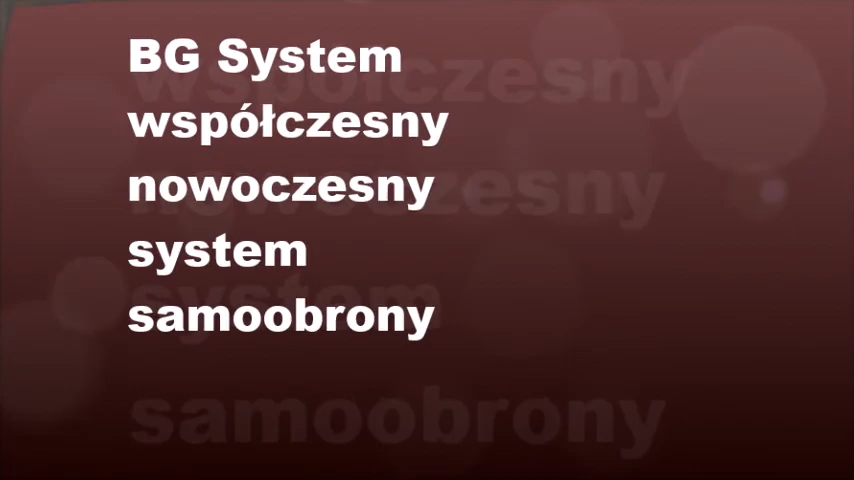 BG System
współczesny
nowoczesny
system
samoobrony